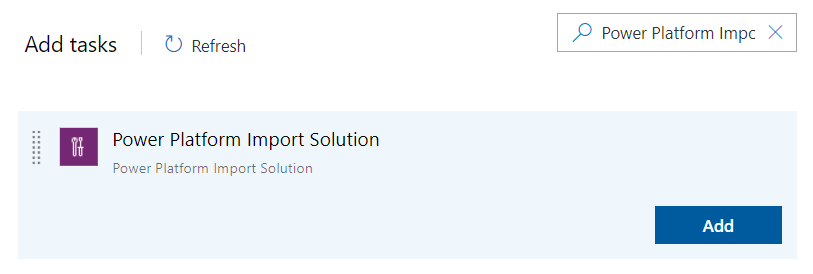 Add tasks
Refresh
Power Platform Impc
Power Platform Import Solution
Power Platform Import Solution
Add